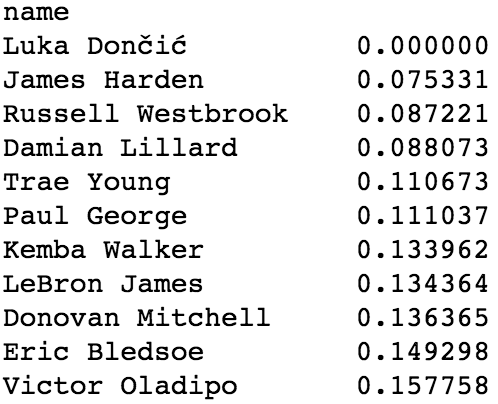 name
Luka Dončić 0.000000
James Harden 0.075331
Russell Westbrook 0.087221
Damian Lillard 0.088073
Trae Young 0.110673
Paul George 0.111037
Kemba Walker 0.133962
LeBron James 0.134364
Donovan Mitchell 0.136365
Eric Bledsoe 0.149298
Victor Oladipo 0.157758